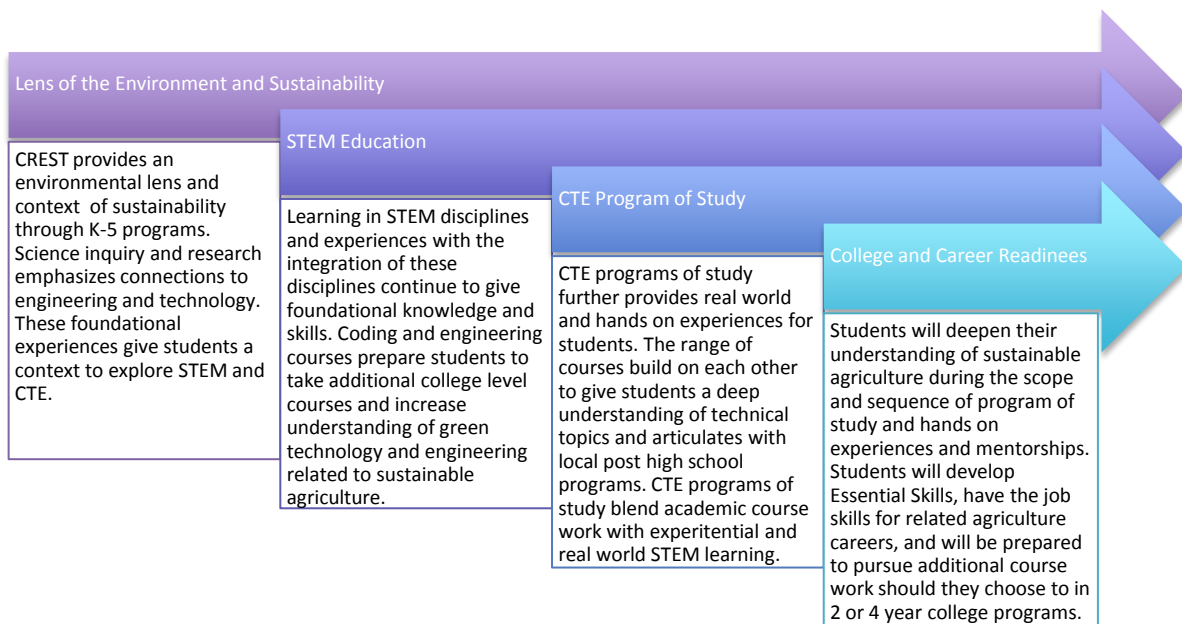 Lens of the Environment and Sustainability
CREST provides an
environmental lens and
context of sustainability
through K-5 programs.
Science inquiry and research
emphasizes connections to
engineering and technology.
These foundational
experiences give students a
context to explore STEM and
CTE.
STEM Education
Learning in STEM disciplines
and experiences with the
integration of these
disciplines continue to give
foundational knowledge and
skills. Coding and engineering
courses prepare students to
take additional college level
courses and increase
understanding of green
technology and engineering
related to sustainable
agriculture.
CTE Program of Study
CTE programs of study
further provides real world
and hands on experiences for
students. The range of
courses build on each other
to give students a deep
understanding of technical
topics and articulates with
local post high school
programs. CTE programs of
study blend academic course
work with experitential and
real world STEM learning.
College and Career Readinees
Students will deepen their
understanding of sustainable
agriculture during the scope
and sequence of program of
study and hands on
experiences and mentorships.
Students will develop
Essential Skills, have the job
skills for related agriculture
careers, and will be prepared
to pursue additional course
work should they choose to in
2 or 4 year college programs.